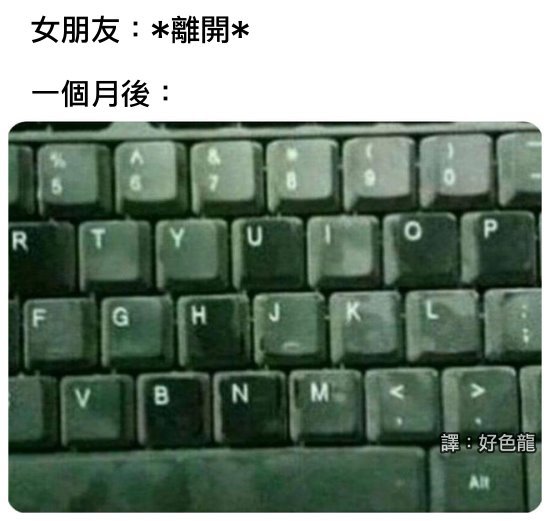 女朋友：*離開*
一個月後：
% ^ & * ( )
5 6 7 8 9 0 -
R T Y U I O P
F G H J K L : ;
V B N M < , > .
譯：好色龍
Alt